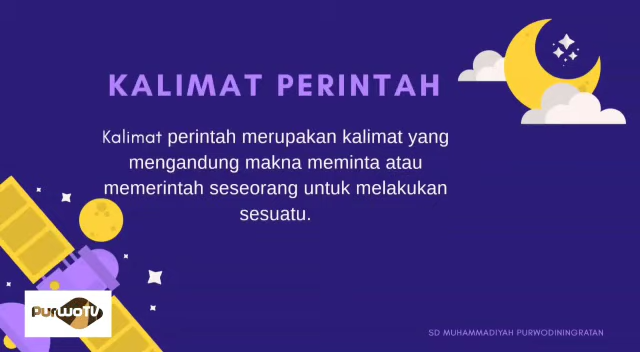 KALIMAT PERINTAH
Kalimat perintah merupakan kalimat yang
mengandung makna meminta atau
memerintah seseorang untuk melakukan
sesuatu.
PurwoTV
SD MUHAMMADIYAH PURWODININGRATAN